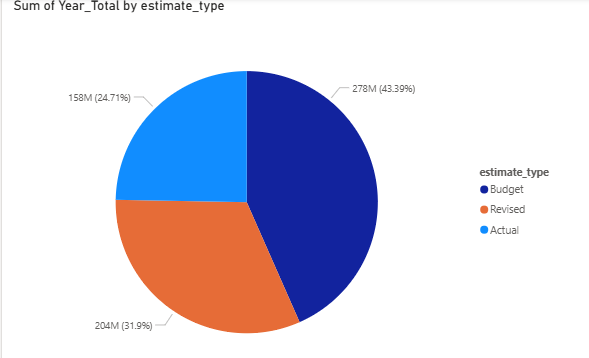 Sum of Year_Total by estimate_type
158M (24.71%)
278M (43.39%)
estimate_type
Budget
Revised
Actual
204M (31.9%)